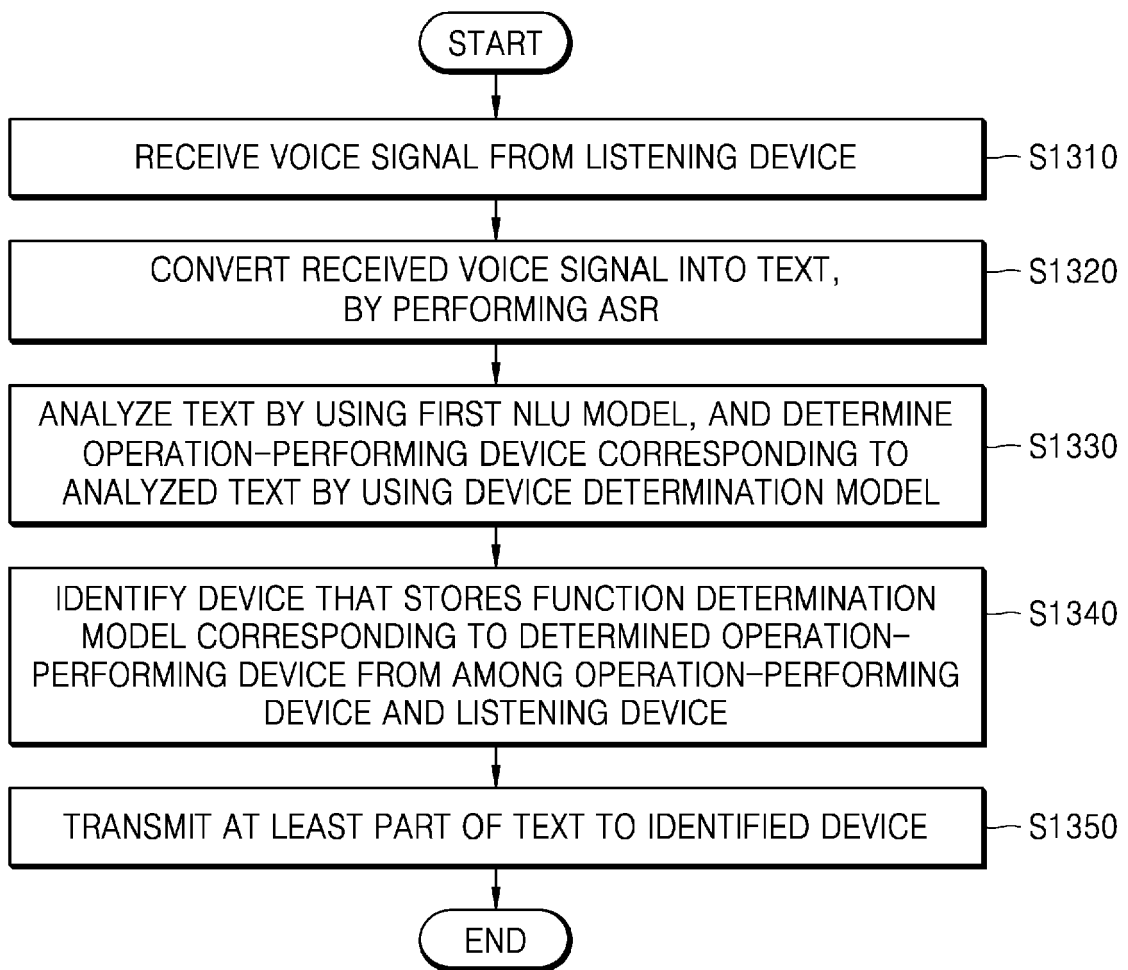 START
RECEIVE VOICE SIGNAL FROM LISTENING DEVICE
S1310
CONVERT RECEIVED VOICE SIGNAL INTO TEXT,
BY PERFORMING ASR
S1320
ANALYZE TEXT BY USING FIRST NLU MODEL, AND DETERMINE
OPERATION-PERFORMING DEVICE CORRESPONDING TO
ANALYZED TEXT BY USING DEVICE DETERMINATION MODEL
S1330
IDENTIFY DEVICE THAT STORES FUNCTION DETERMINATION
MODEL CORRESPONDING TO DETERMINED OPERATION-
PERFORMING DEVICE FROM AMONG OPERATION-PERFORMING
DEVICE AND LISTENING DEVICE
S1340
TRANSMIT AT LEAST PART OF TEXT TO IDENTIFIED DEVICE
S1350
END